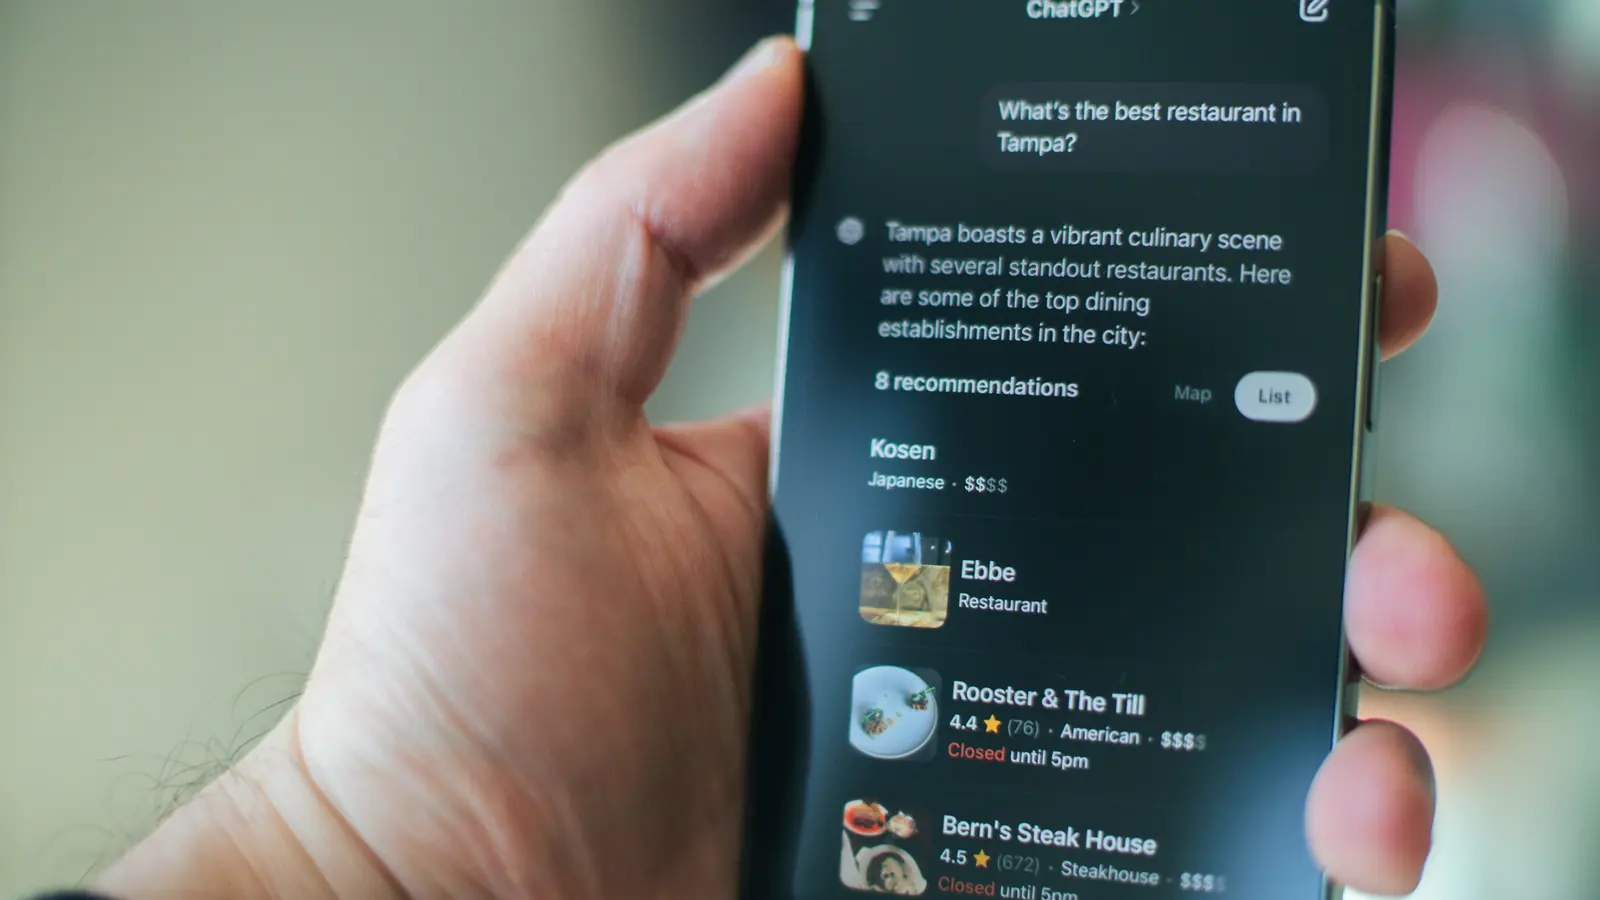 ChatGPT >
What's the best restaurant in
Tampa?
Tampa boasts a vibrant culinary scene
with several standout restaurants. Here
are some of the top dining
establishments in the city:
8 recommendations
Map List
Kosen
Japanese · $$$$
Ebbe
Restaurant
Rooster & The Till
4.4 ★ (76) · American · $$$$
Closed until 5pm
Bern's Steak House
4.5 ★ (672) · Steakhouse · $$$$
Closed until 5pm